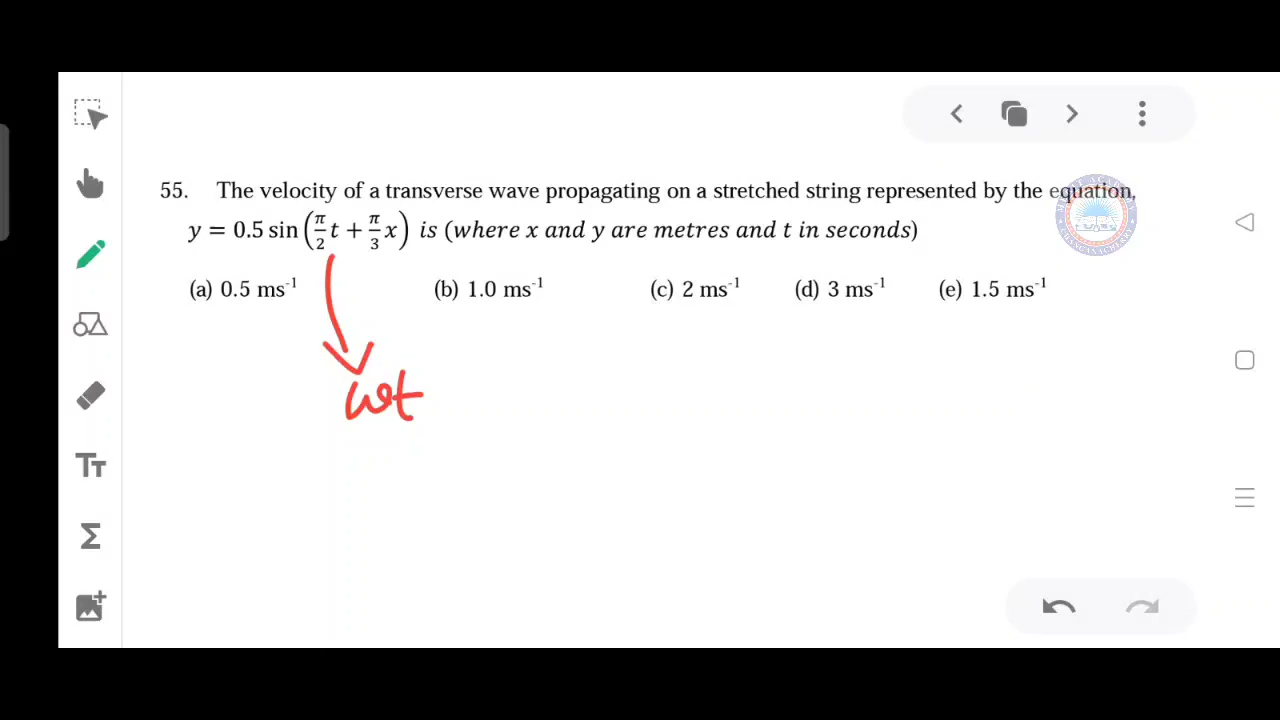 55. The velocity of a transverse wave propagating on a stretched string represented by the equation,
y = 0.5 sin(π/2 t + π/3 x) is (where x and y are metres and t in seconds)
(a) 0.5 ms⁻¹ (b) 1.0 ms⁻¹ (c) 2 ms⁻¹ (d) 3 ms⁻¹ (e) 1.5 ms⁻¹
ωt
TT
Σ